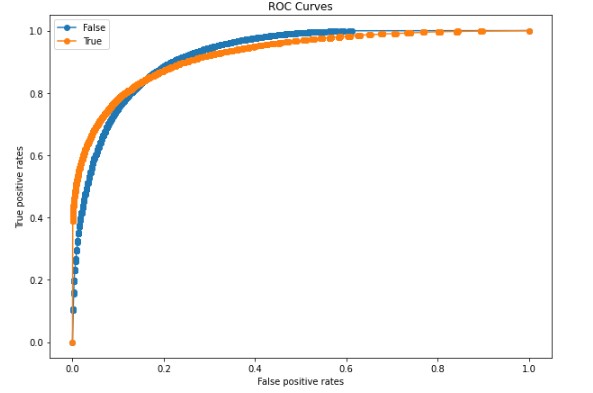 ROC Curves
False
True
True positive rates
1.0
0.8
0.6
0.4
0.2
0.0
0.0 0.2 0.4 0.6 0.8 1.0
False positive rates